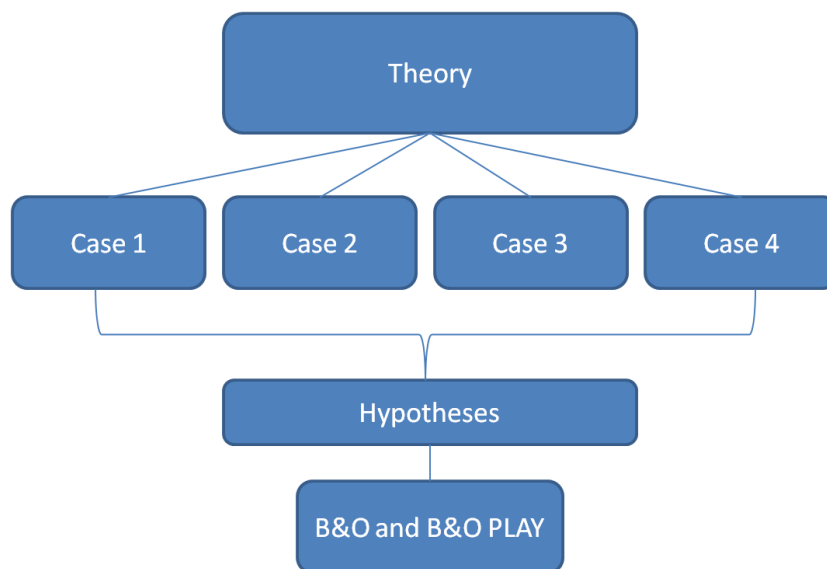 Theory
Case 1
Case 2
Case 3
Case 4
Hypotheses
B&O and B&O PLAY